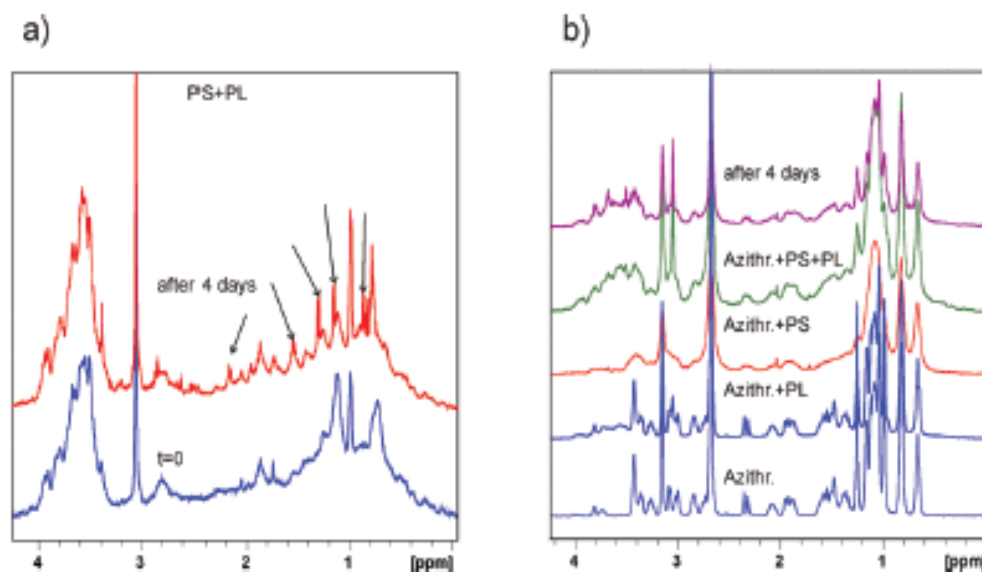 a)
PS+PL
after 4 days
t=0
4 3 2 1 [ppm]
b)
after 4 days
Azithr.+PS+PL
Azithr.+PS
Azithr.+PL
Azithr.
4 3 2 1 [ppm]